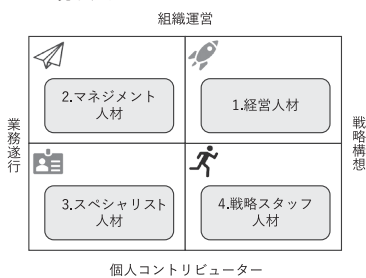 組織運営
2.マネジメント
人材
1.経営人材
業務遂行
戦略構想
3.スペシャリスト
人材
4.戦略スタッフ
人材
個人コントリビューター